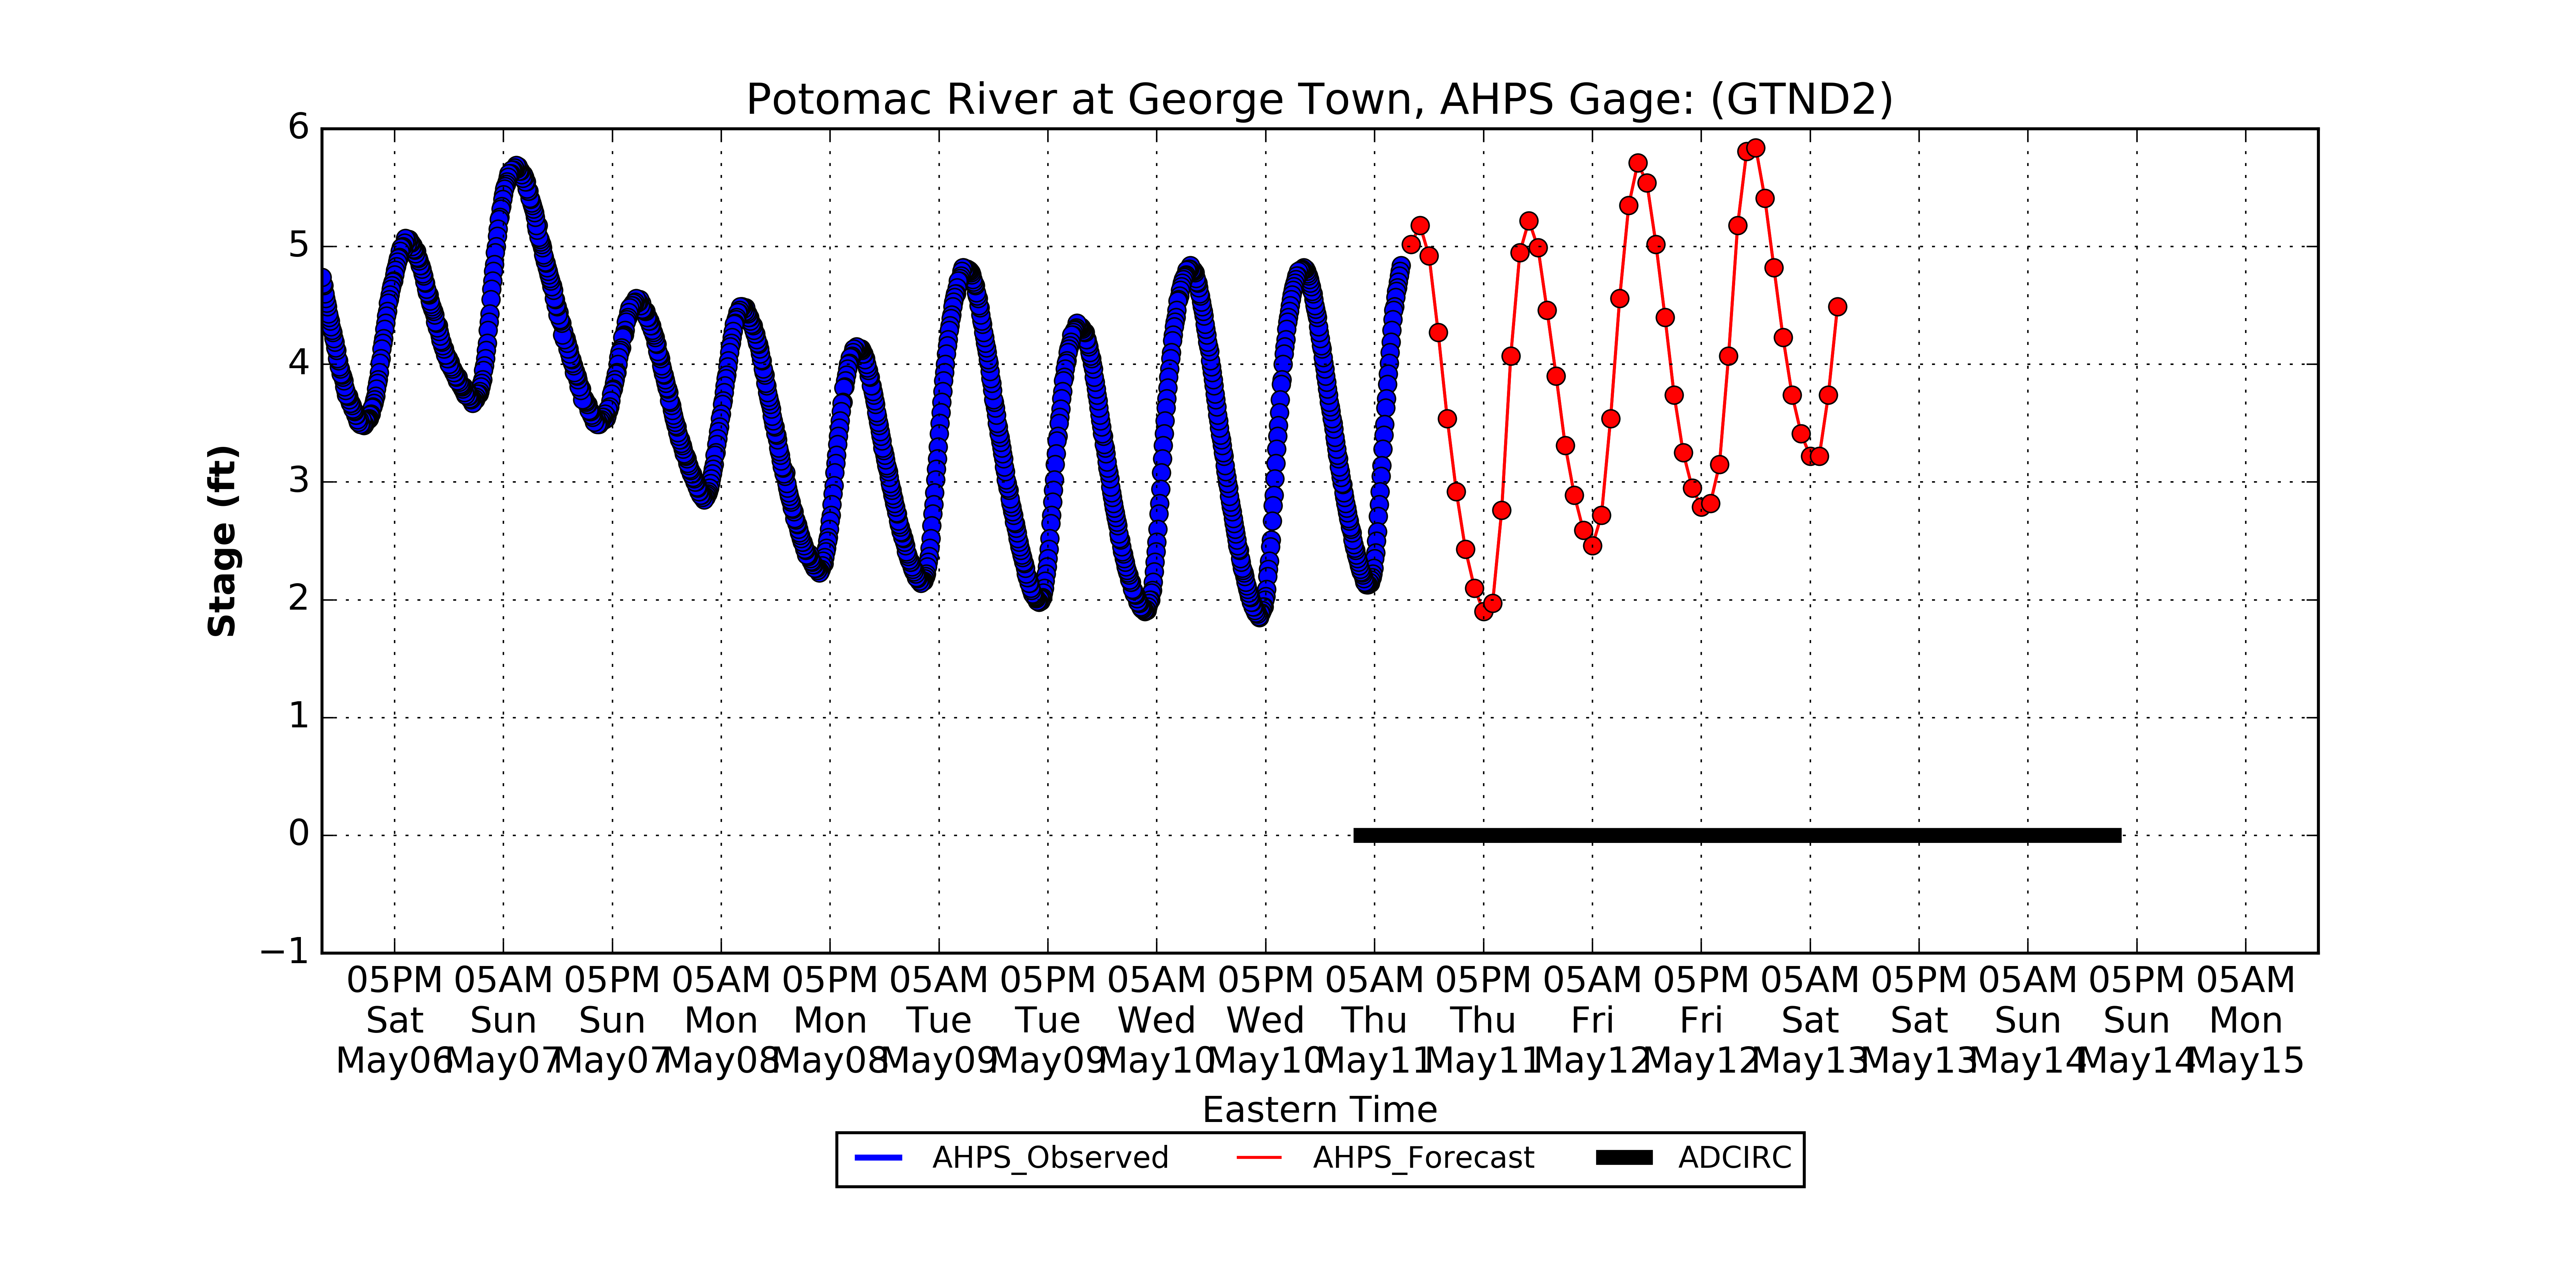 Potomac River at George Town, AHPS Gage: (GTND2)
6
5
4
3
2
1
0
−1
Stage (ft)
05PM 05AM 05PM 05AM 05PM 05AM 05PM 05AM 05PM 05AM 05PM 05AM 05PM 05AM 05PM 05AM 05PM 05AM
Sat Sun Sun Mon Mon Tue Tue Wed Wed Thu Thu Fri Fri Sat Sat Sun Sun Mon
May06 May07 May07 May08 May08 May09 May09 May10 May10 May11 May11 May12 May12 May13 May13 May14 May14 May15
Eastern Time
AHPS_Observed AHPS_Forecast ADCIRC